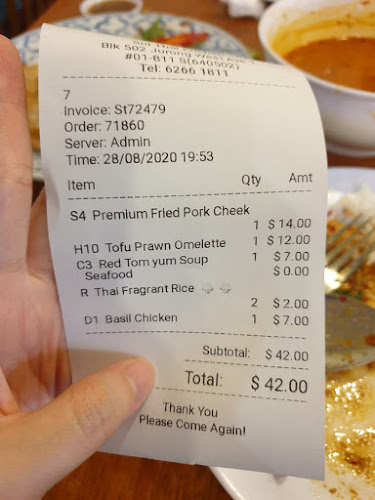 Blk 502 Jurong West Ave 1
#01-811 S(640502)
Tel: 6266 1811
7
Invoice: St72479
Order: 71860
Server: Admin
Time: 28/08/2020 19:53
Item Qty Amt
S4 Premium Fried Pork Cheek
1 $ 14.00
H10 Tofu Prawn Omelette 1 $ 12.00
C3 Red Tom yum Soup 1 $ 7.00
Seafood $ 0.00
R Thai Fragrant Rice
2 $ 2.00
D1 Basil Chicken 1 $ 7.00
Subtotal: $ 42.00
Total: $ 42.00
Thank You
Please Come Again!